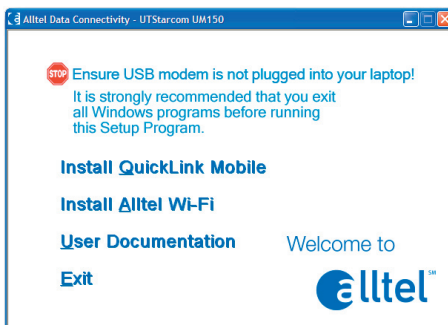 Alltel Data Connectivity - UTStarcom UM150
STOP Ensure USB modem is not plugged into your laptop!
It is strongly recommended that you exit
all Windows programs before running
this Setup Program.
Install QuickLink Mobile
Install Alltel Wi-Fi
User Documentation
Exit
Welcome to
alltel℠